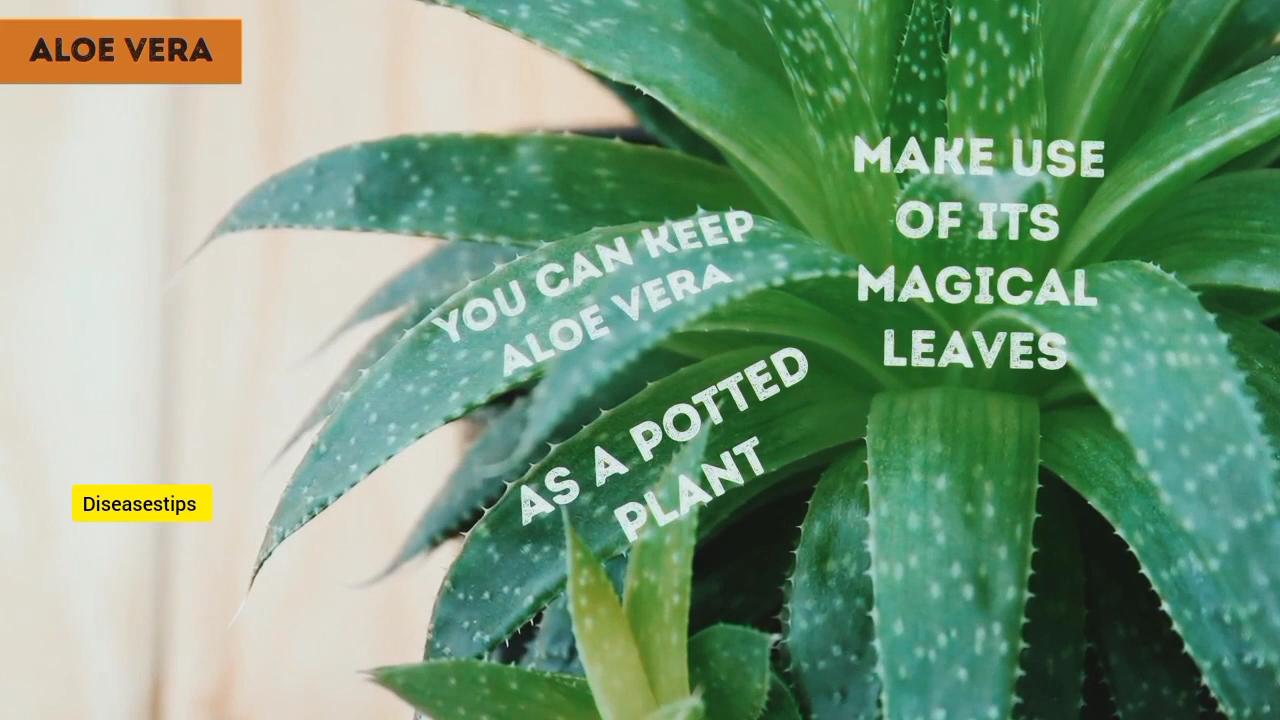 ALOE VERA
YOU CAN KEEP
ALOE VERA
AS A POTTED
PLANT
MAKE USE
OF ITS
MAGICAL
LEAVES
Diseasestips